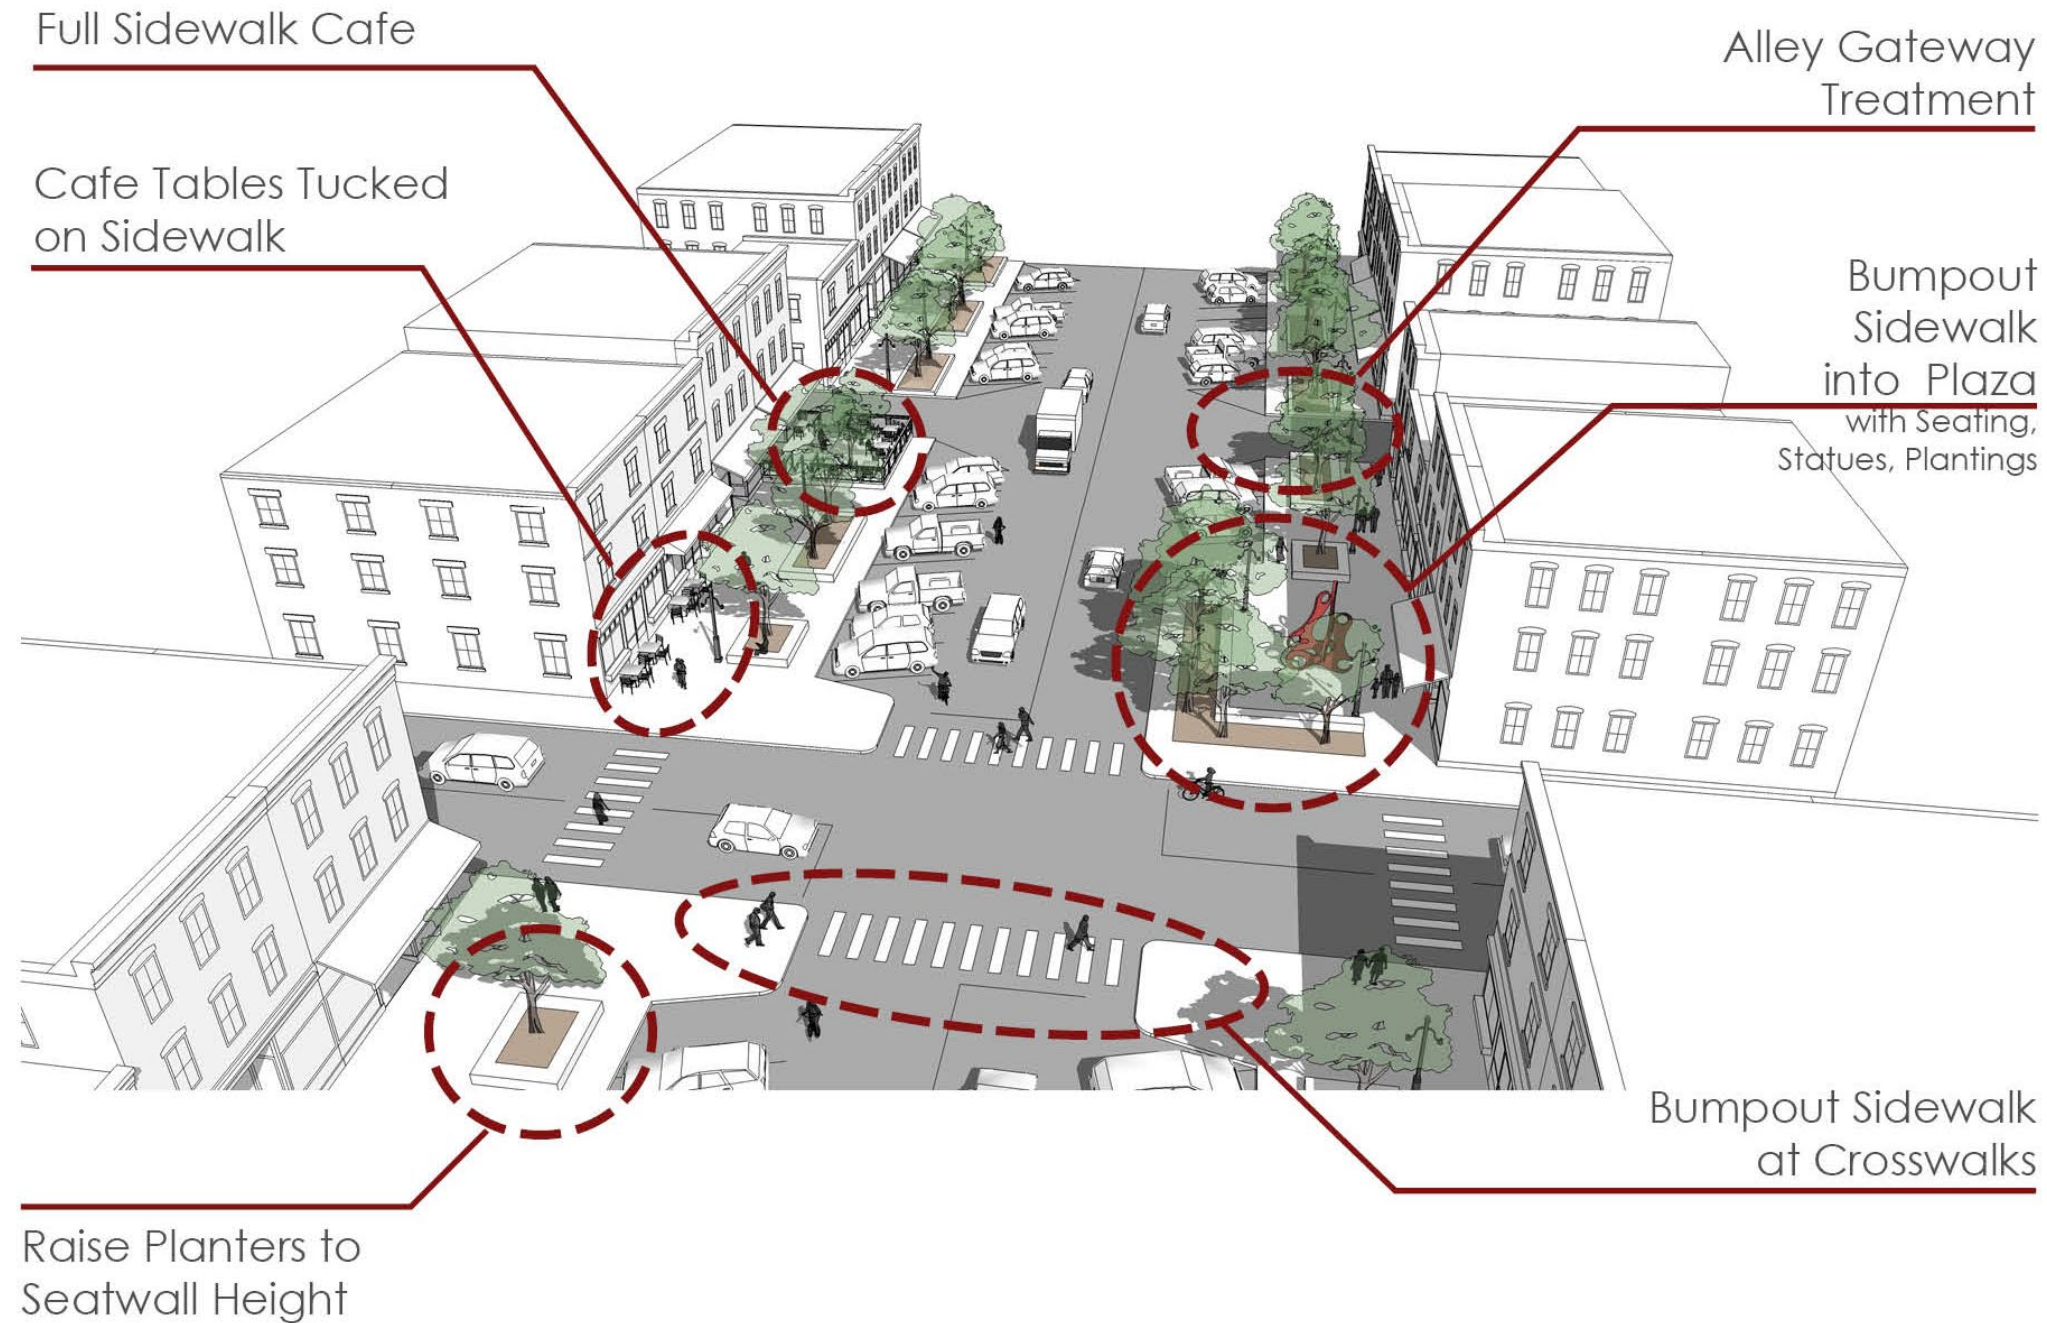 Full Sidewalk Cafe
Alley Gateway
Treatment
Cafe Tables Tucked
on Sidewalk
Bumpout
Sidewalk
into Plaza
with Seating,
Statues, Plantings
Bumpout Sidewalk
at Crosswalks
Raise Planters to
Seatwall Height